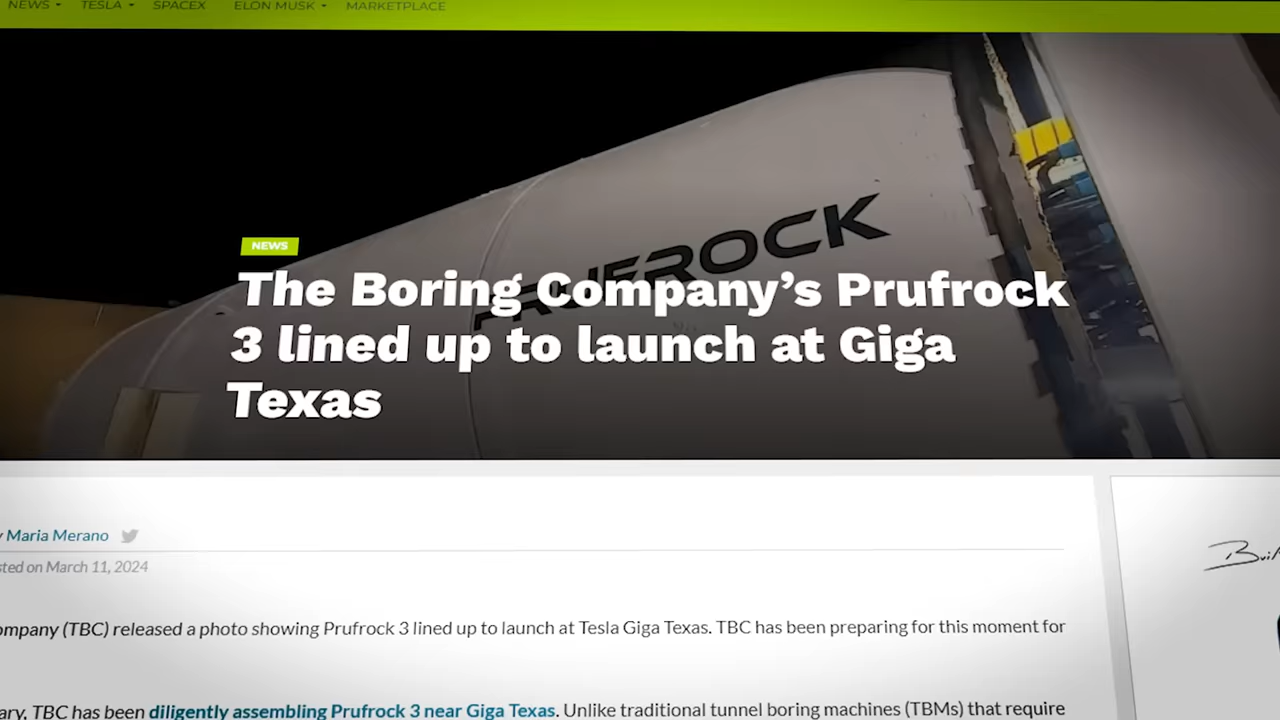 NEWS TESLA SPACEX ELON MUSK MARKETPLACE
PRUFROCK
NEWS
The Boring Company's Prufrock
3 lined up to launch at Giga
Texas
Maria Merano
sted on March 11, 2024
ompany (TBC) released a photo showing Prufrock 3 lined up to launch at Tesla Giga Texas. TBC has been preparing for this moment for
ary, TBC has been diligently assembling Prufrock 3 near Giga Texas. Unlike traditional tunnel boring machines (TBMs) that require